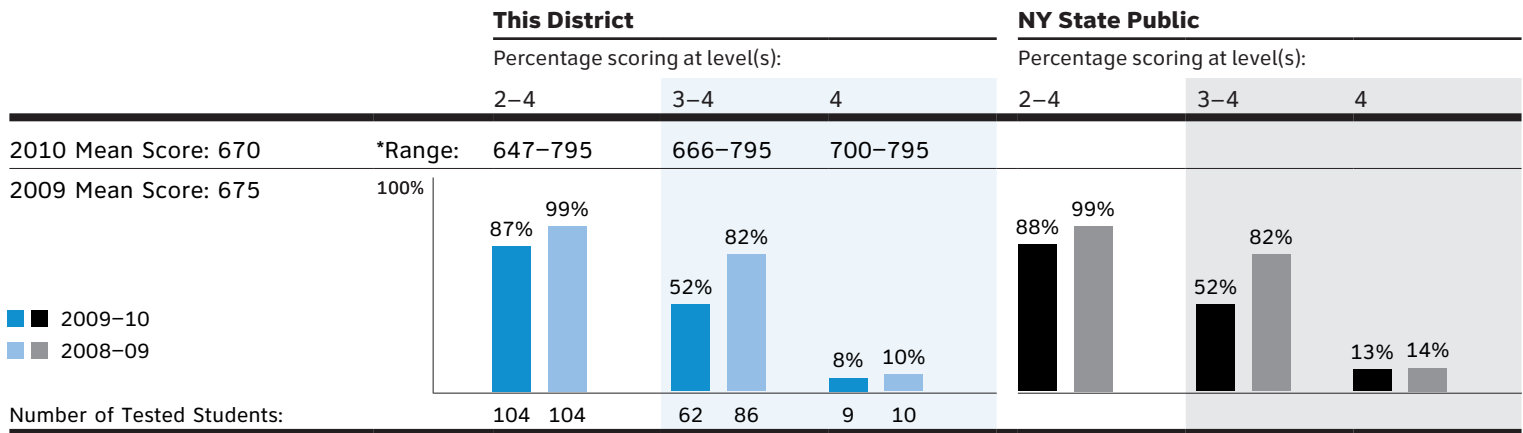 This District NY State Public
Percentage scoring at level(s): Percentage scoring at level(s):
2–4 3–4 4 2–4 3–4 4
2010 Mean Score: 670 *Range: 647–795 666–795 700–795
2009 Mean Score: 675 100%
87% 99% 52% 82% 8% 10% 88% 99% 52% 82% 13% 14%
2009–10
2008–09
Number of Tested Students: 104 104 62 86 9 10